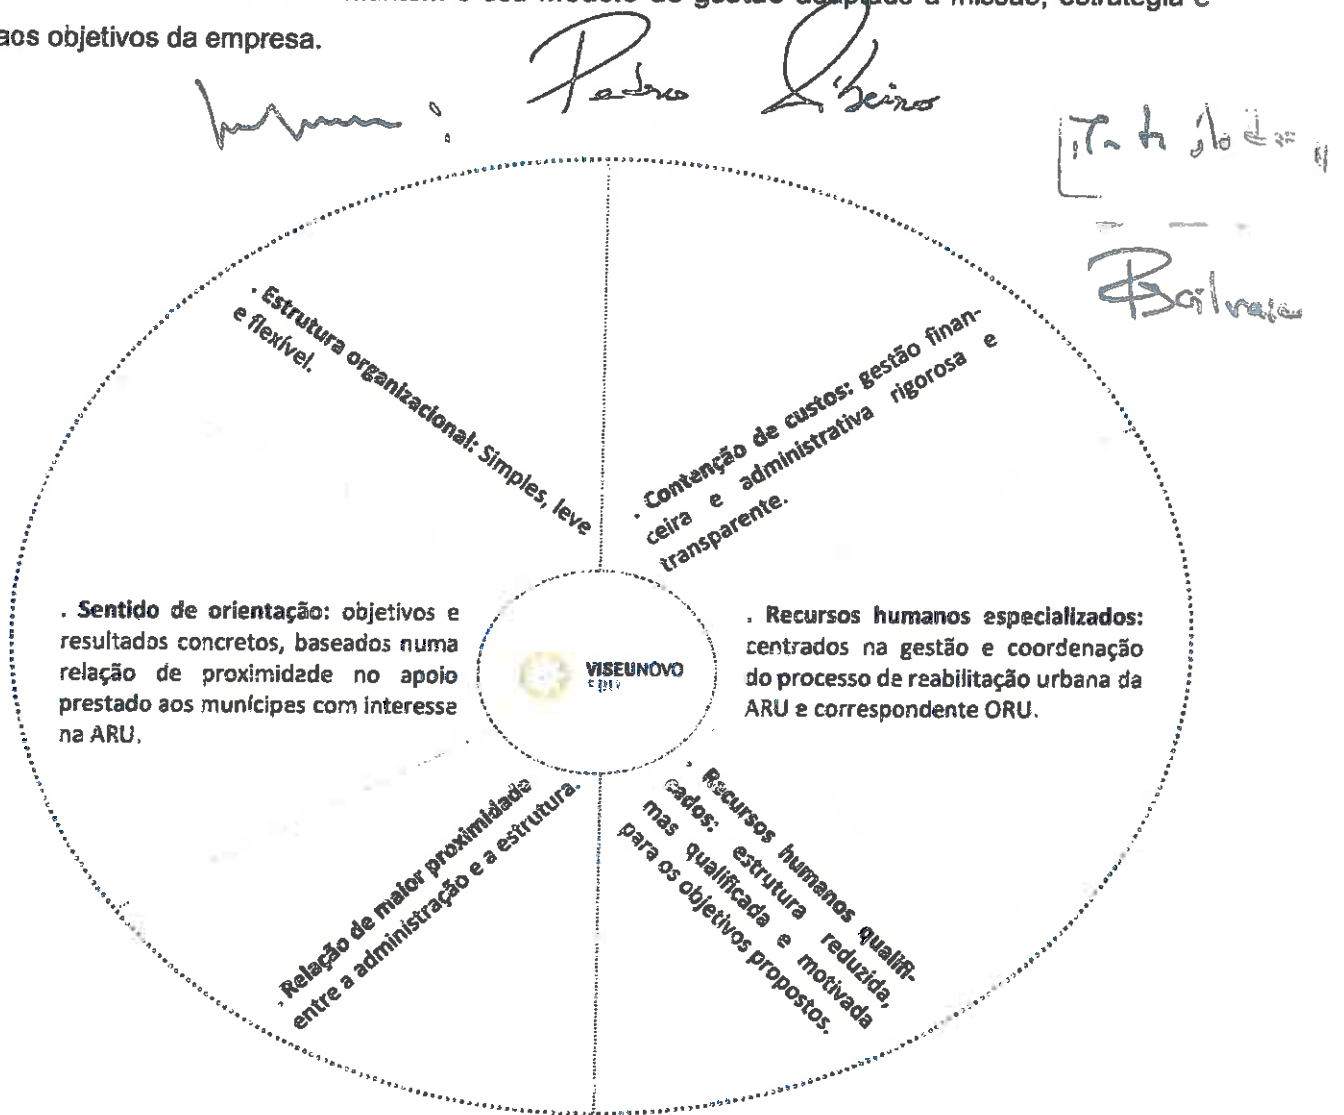 aos objetivos da empresa.
Pedro Ribeiro
. Estrutura organizacional: Simples, leve
e flexível.
. Contenção de custos: gestão finan-
ceira e administrativa rigorosa e
transparente.
. Sentido de orientação: objetivos e
resultados concretos, baseados numa
relação de proximidade no apoio
prestado aos munícipes com interesse
na ARU.
VISEUNOVO
. Recursos humanos especializados:
centrados na gestão e coordenação
do processo de reabilitação urbana da
ARU e correspondente ORU.
. Relação de maior proximidade
entre a administração e a estrutura.
. Recursos humanos qualifi-
cados: estrutura reduzida,
mas qualificada e motivada
para os objetivos propostos.